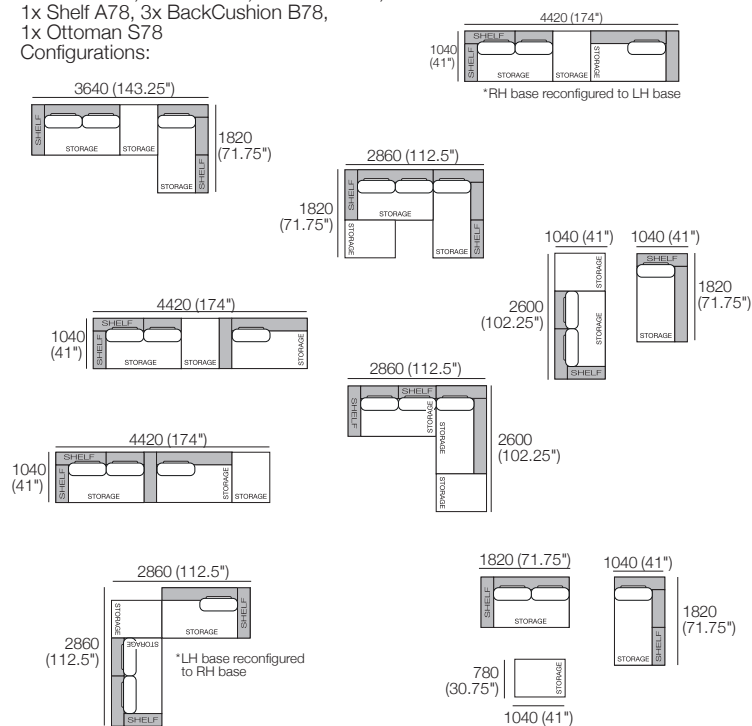 1x Shelf A78, 3x BackCushion B78,
1x Ottoman S78
Configurations:
4420 (174")
1040
(41")
SHELF
SHELF
STORAGE
STORAGE
STORAGE
*RH base reconfigured to LH base
3640 (143.25")
SHELF
STORAGE
STORAGE
STORAGE
SHELF
1820
(71.75")
2860 (112.5")
1820
(71.75")
SHELF
STORAGE
STORAGE
SHELF
1040 (41")
2600
(102.25")
STORAGE
STORAGE
SHELF
1040 (41")
SHELF
STORAGE
1820
(71.75")
4420 (174")
1040
(41")
SHELF
SHELF
STORAGE
STORAGE
STORAGE
2860 (112.5")
SHELF
SHELF
STORAGE
STORAGE
STORAGE
2600
(102.25")
4420 (174")
1040
(41")
SHELF
SHELF
STORAGE
STORAGE
STORAGE
2860 (112.5")
2860
(112.5")
STORAGE
SHELF
STORAGE
STORAGE
SHELF
*LH base reconfigured
to RH base
1820 (71.75")
SHELF
STORAGE
1040 (41")
STORAGE
SHELF
1820
(71.75")
780
(30.75")
STORAGE
1040 (41")